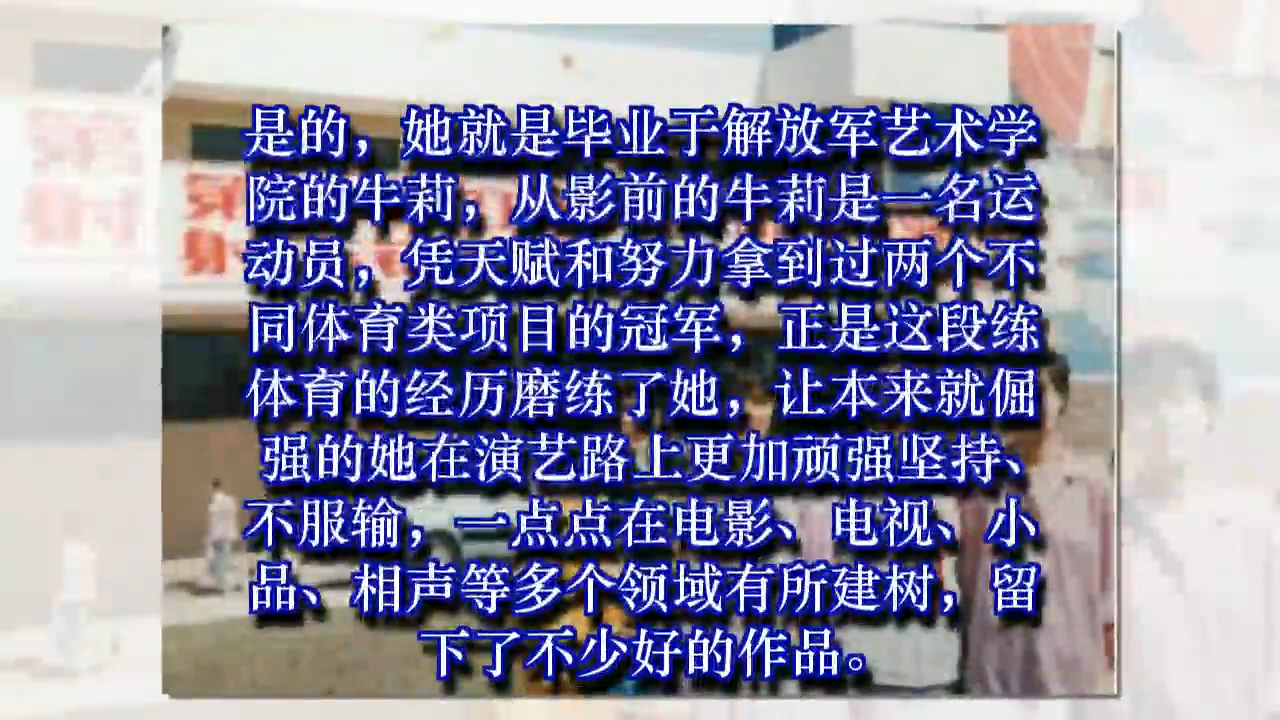 是的，她就是毕业于解放军艺术学
院的牛莉，从影前的牛莉是一名运
动员，凭天赋和努力拿到过两个不
同体育类项目的冠军，正是这段练
体育的经历磨练了她，让本来就倔
强的她在演艺路上更加顽强坚持、
不服输，一点点在电影、电视、小
品、相声等多个领域有所建树，留
下了不少好的作品。